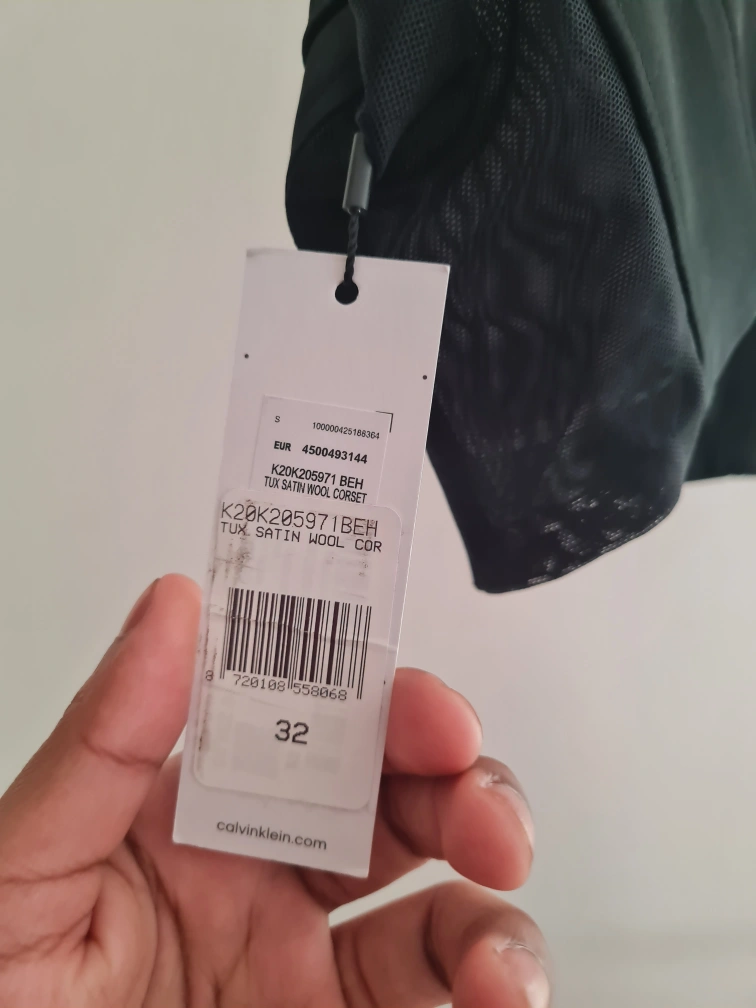 S 100000425188364
EUR 4500493144
K20K205971 BEH
TUX SATIN WOOL CORSET
K20K205971BEH
TUX SATIN WOOL COR
8 720108 558068
32
calvinklein.com